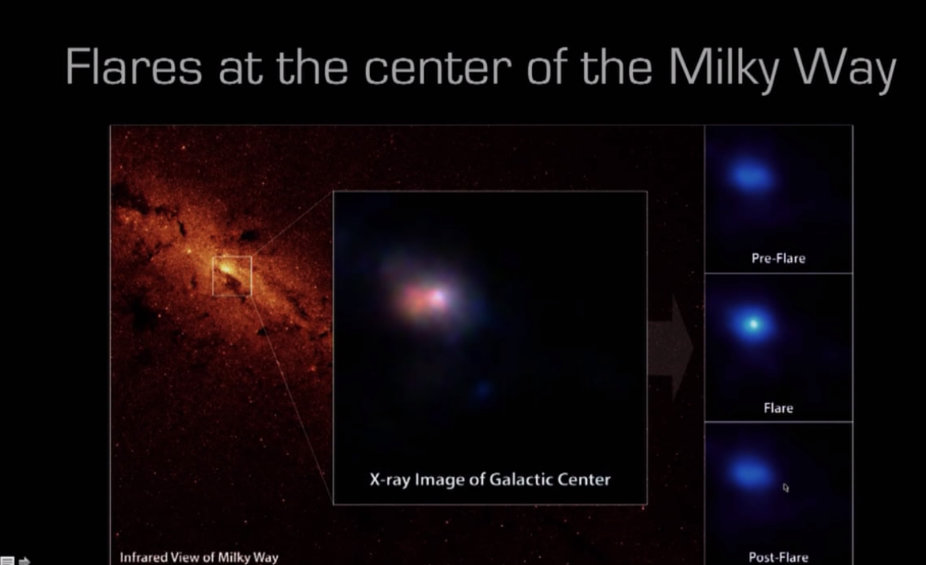 Flares at the center of the Milky Way
Pre-Flare
Flare
X-ray Image of Galactic Center
Infrared View of Milky Way
Post-Flare